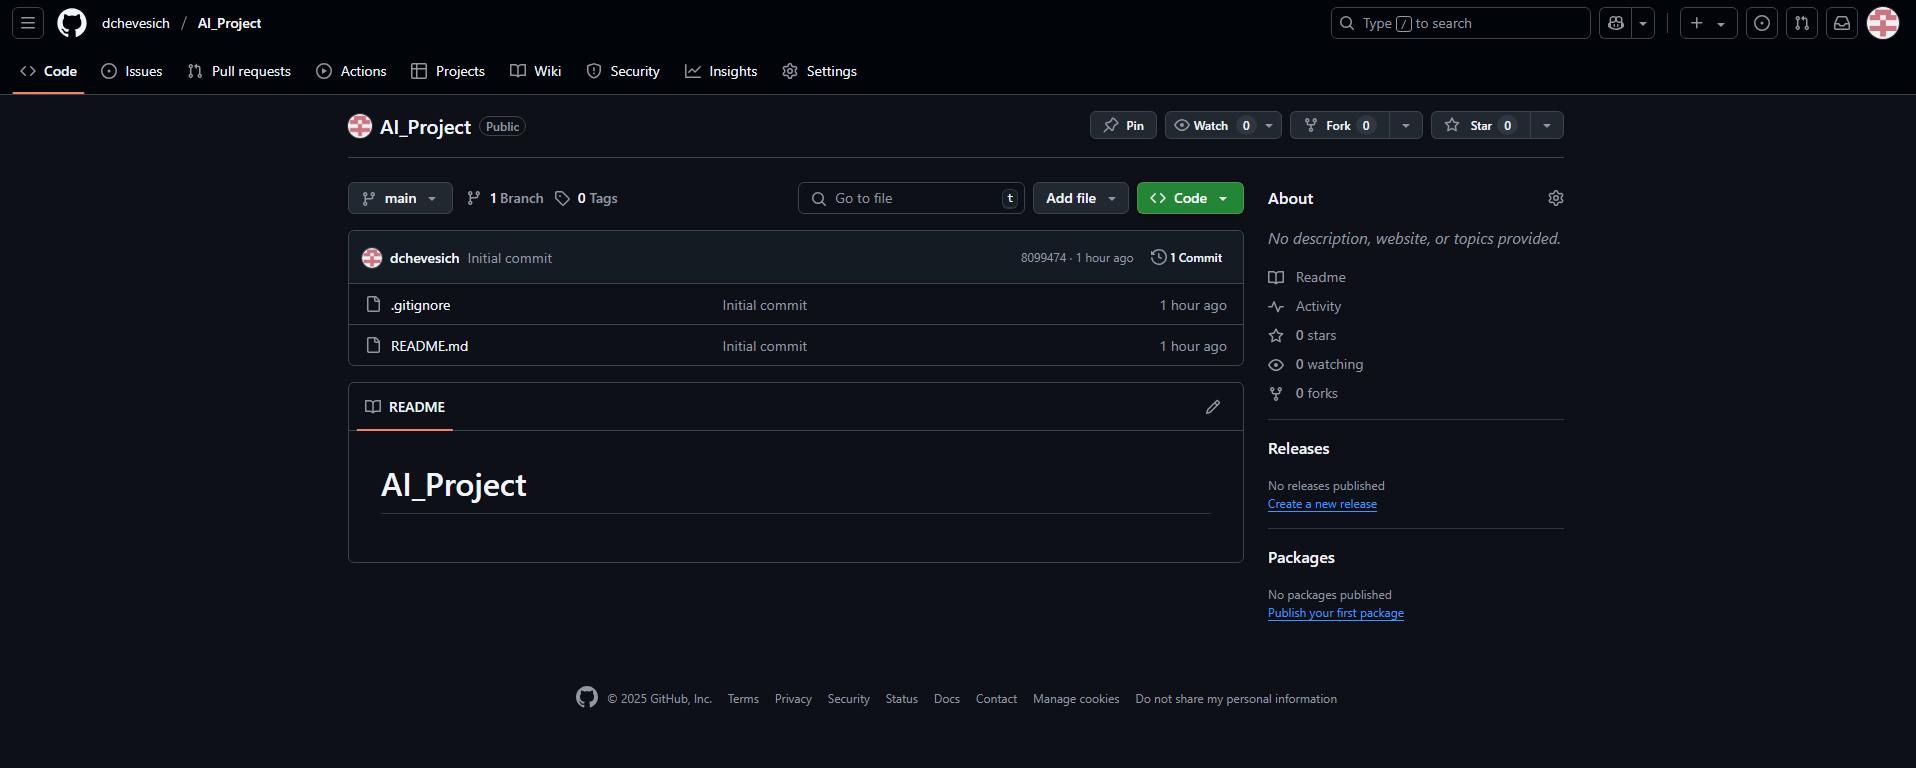 dchevesich / AI_Project
Type / to search
Code Issues Pull requests Actions Projects Wiki Security Insights Settings
AI_Project Public
Pin Watch 0 Fork 0 Star 0
main 1 Branch 0 Tags Go to file t Add file Code
dchevesich Initial commit 8099474 · 1 hour ago 1 Commit
.gitignore Initial commit 1 hour ago
README.md Initial commit 1 hour ago
README
AI_Project
About
No description, website, or topics provided.
Readme
Activity
0 stars
0 watching
0 forks
Releases
No releases published
Create a new release
Packages
No packages published
Publish your first package
© 2025 GitHub, Inc. Terms Privacy Security Status Docs Contact Manage cookies Do not share my personal information